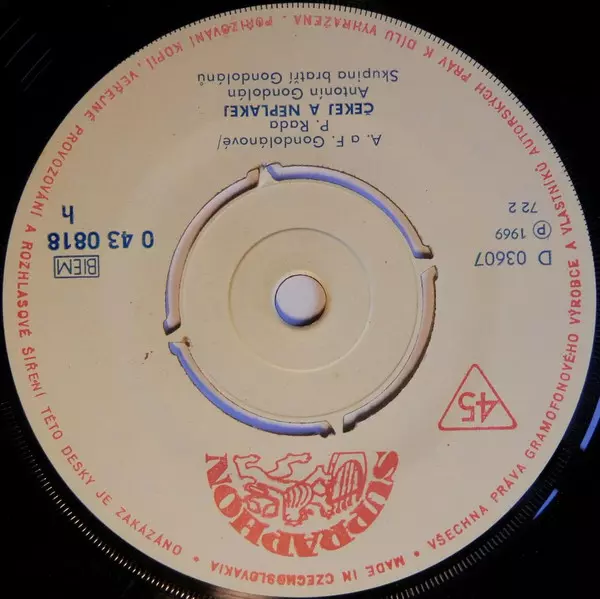 SUPRAPHON
45
BIEM
0 43 0818
h
D 03607
Ⓟ 1969
72 2
A. a F. Gondolánové/
P. Rada
ČEKEJ A NEPLAKEJ
Antonín Gondolán
Skupina bratří Gondolánů
MADE IN CZECHOSLOVAKIA • VŠECHNA PRÁVA GRAMOFONOVÉHO VÝROBCE A VLASTNÍKŮ AUTORSKÝCH PRÁV K DÍLU VYHRAŽENA. POŘIZOVÁNÍ KOPIÍ, VEŘEJNÉ PROVOZOVÁNÍ A ROZHLASOVÉ ŠÍŘENÍ TÉTO DESKY JE ZAKÁZÁNO •